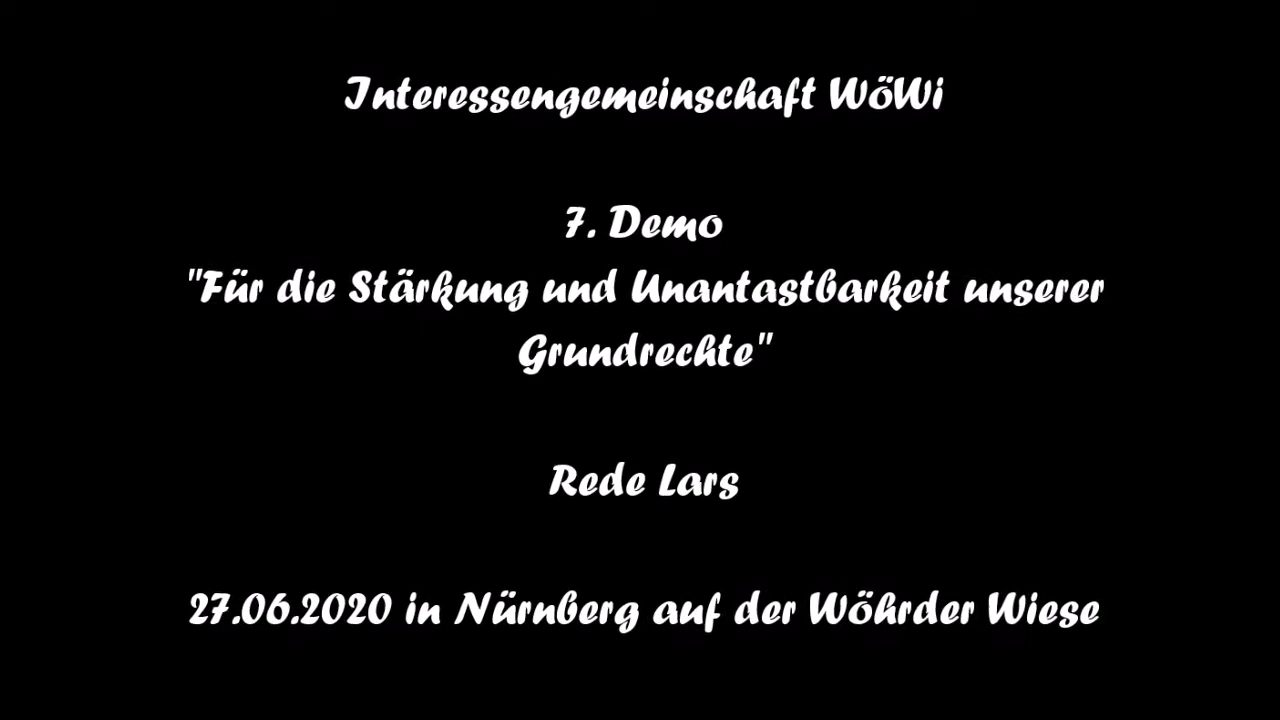 Interessengemeinschaft WöWi
7. Demo
"Für die Stärkung und Unantastbarkeit unserer
Grundrechte"
Rede Lars
27.06.2020 in Nürnberg auf der Wöhrder Wiese